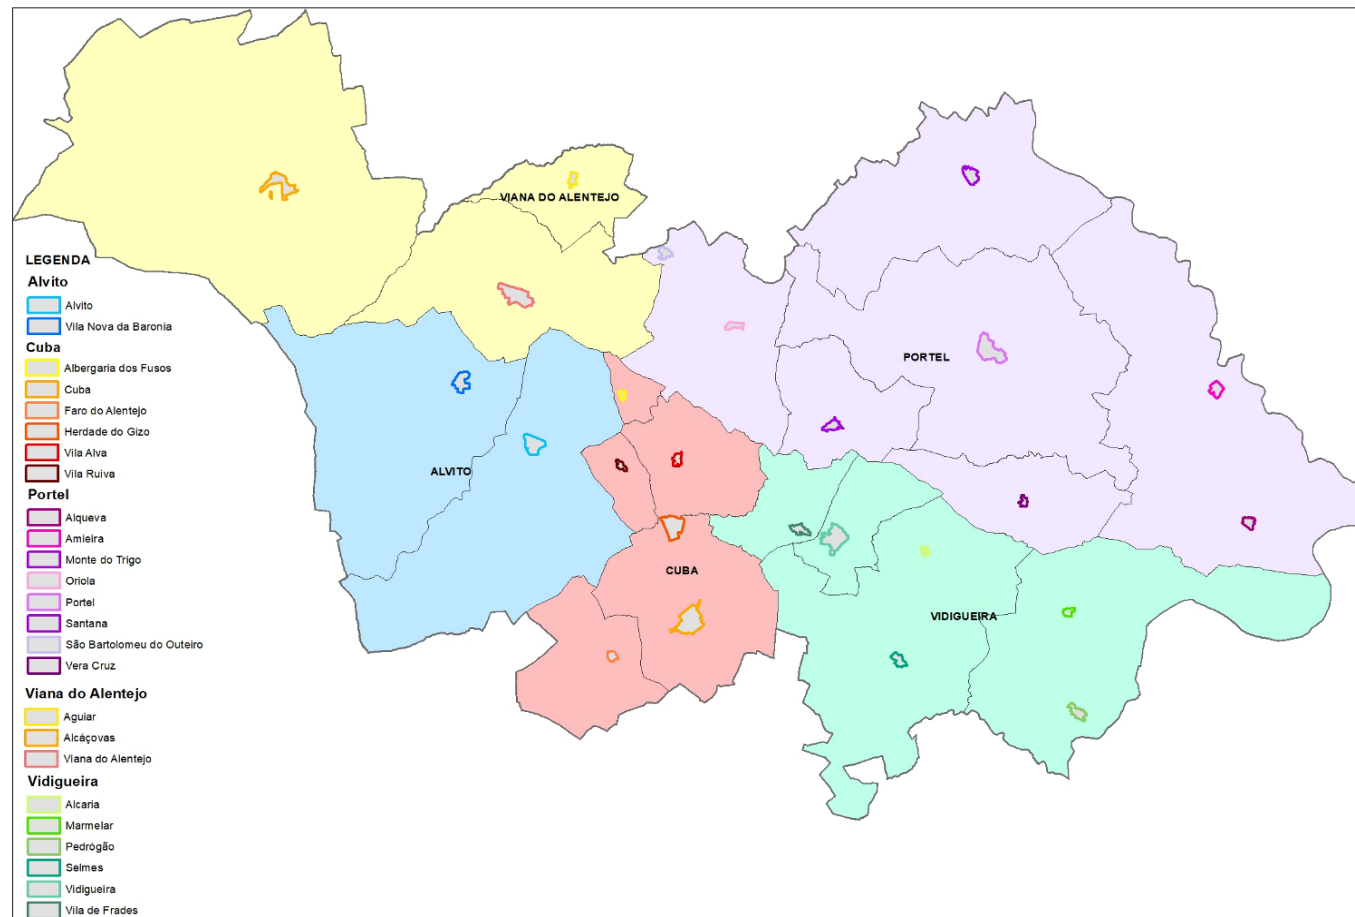 VIANA DO ALENTEJO
PORTEL
ALVITO
CUBA
VIDIGUEIRA
LEGENDA
Alvito
Alvito
Vila Nova da Baronia
Cuba
Albergaria dos Fusos
Cuba
Faro do Alentejo
Herdade do Gizo
Vila Alva
Vila Ruiva
Portel
Alqueva
Amieira
Monte do Trigo
Oriola
Portel
Santana
São Bartolomeu do Outeiro
Vera Cruz
Viana do Alentejo
Aguiar
Alcáçovas
Viana do Alentejo
Vidigueira
Alcaria
Marmelar
Pedrógão
Selmes
Vidigueira
Vila de Frades